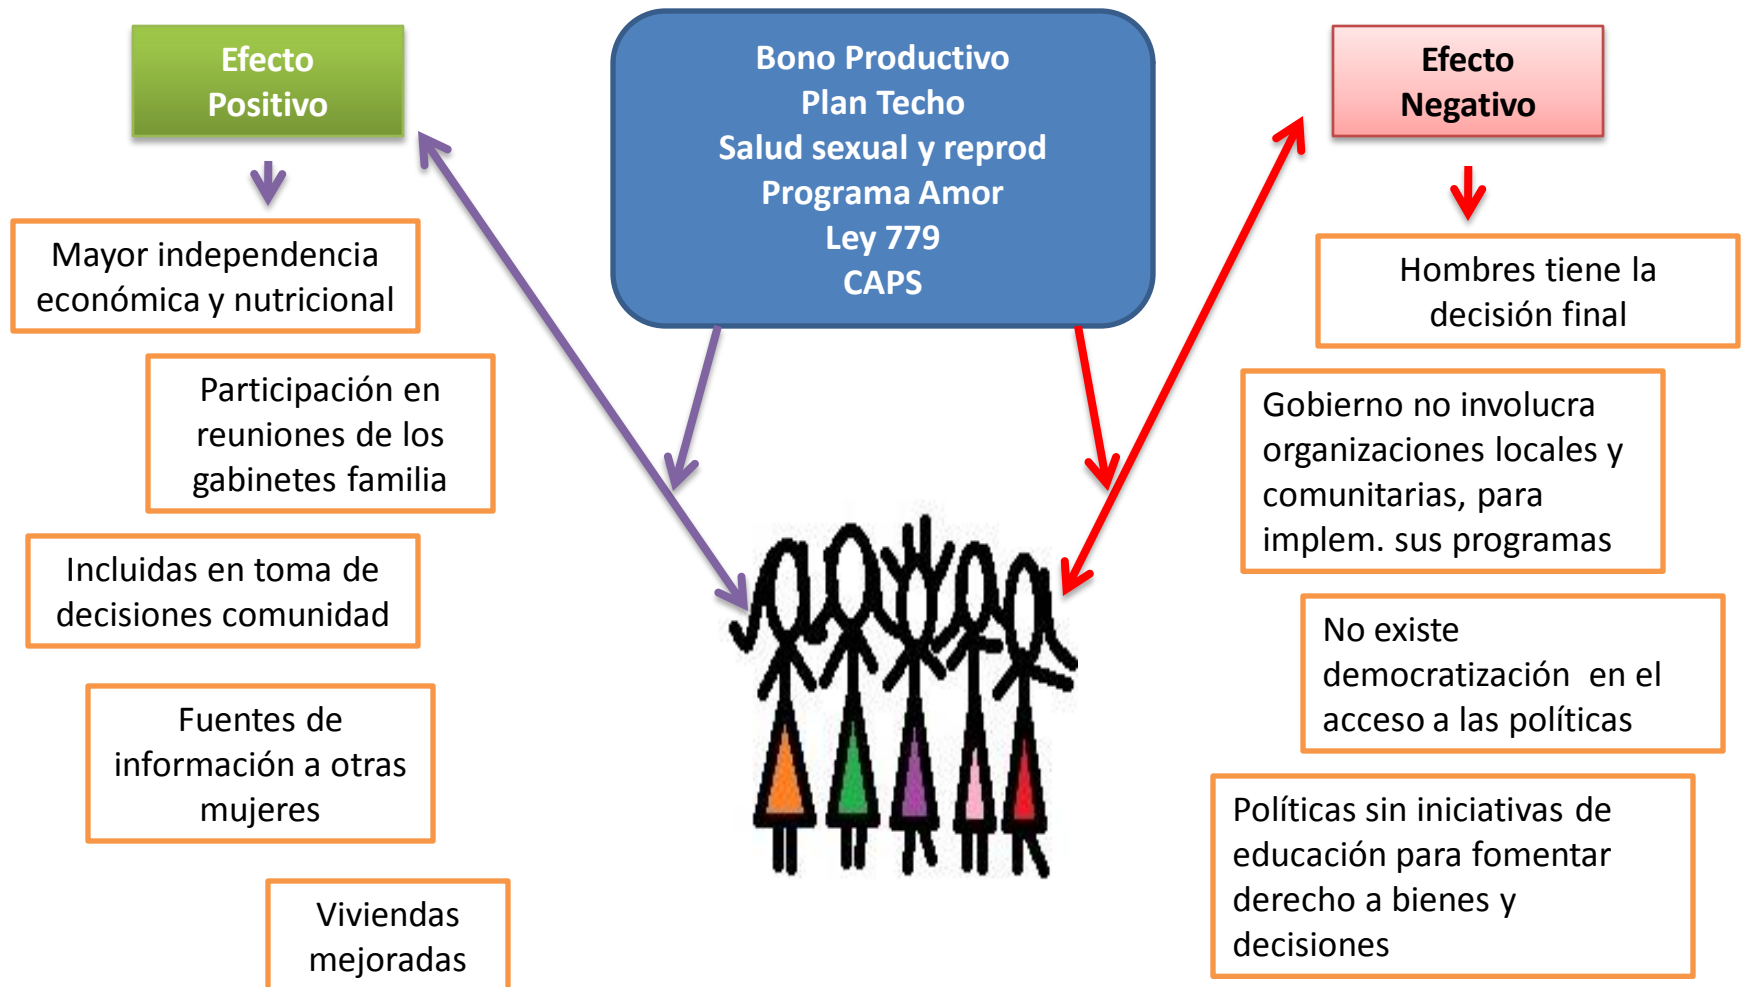 Efecto
Positivo
Mayor independencia
económica y nutricional
Participación en
reuniones de los
gabinetes familia
Incluidas en toma de
decisiones comunidad
Fuentes de
información a otras
mujeres
Viviendas
mejoradas
Bono Productivo
Plan Techo
Salud sexual y reprod
Programa Amor
Ley 779
CAPS
Efecto
Negativo
Hombres tiene la
decisión final
Gobierno no involucra
organizaciones locales y
comunitarias, para
implem. sus programas
No existe
democratización en el
acceso a las políticas
Políticas sin iniciativas de
educación para fomentar
derecho a bienes y
decisiones